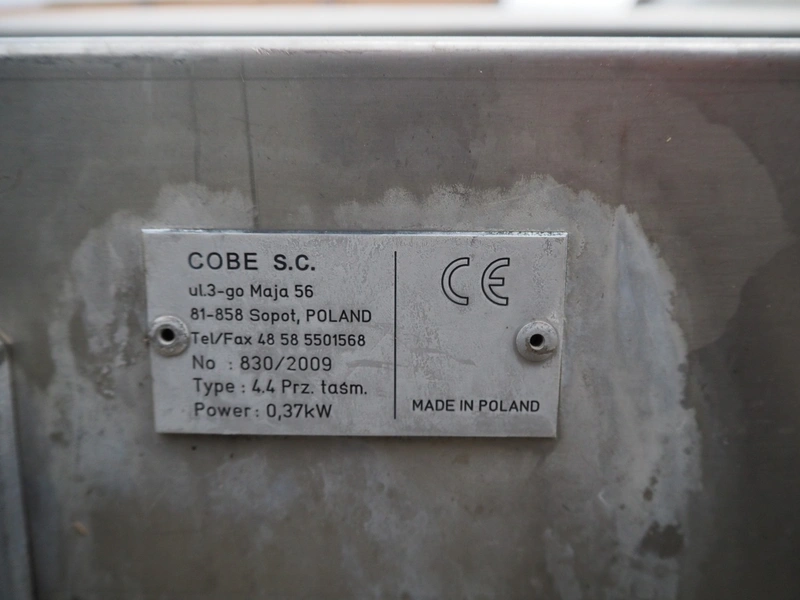 COBE S.C.
ul.3-go Maja 56
81-858 Sopot, POLAND
Tel/Fax 48 58 5501568
No : 830/2009
Type : 4.4 Prz. taśm.
Power : 0,37kW
CE
MADE IN POLAND